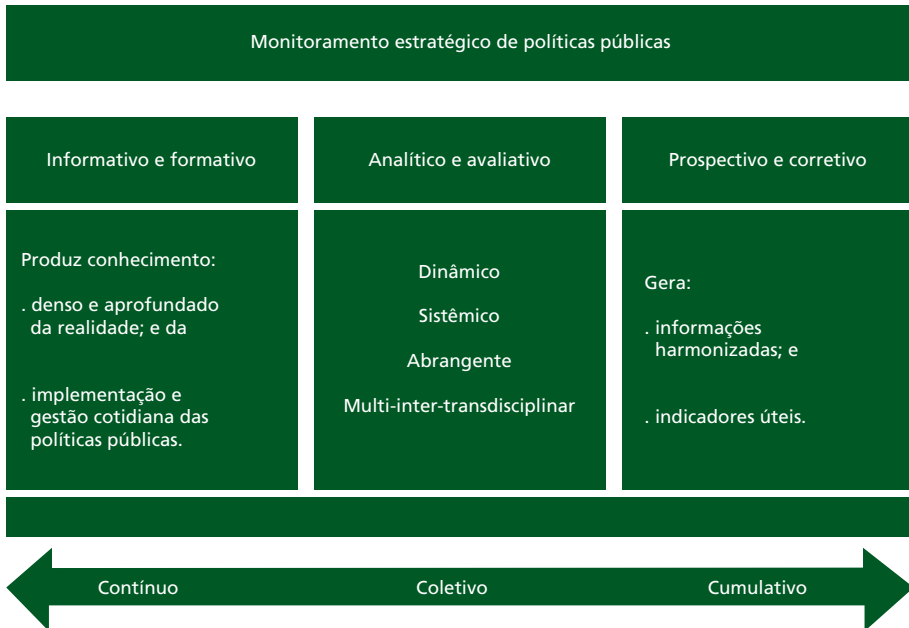 Monitoramento estratégico de políticas públicas
Informativo e formativo
Analítico e avaliativo
Prospectivo e corretivo
Produz conhecimento:
. denso e aprofundado
da realidade; e da
. implementação e
gestão cotidiana das
políticas públicas.
Dinâmico
Sistêmico
Abrangente
Multi-inter-transdisciplinar
Gera:
. informações
harmonizadas; e
. indicadores úteis.
Contínuo
Coletivo
Cumulativo